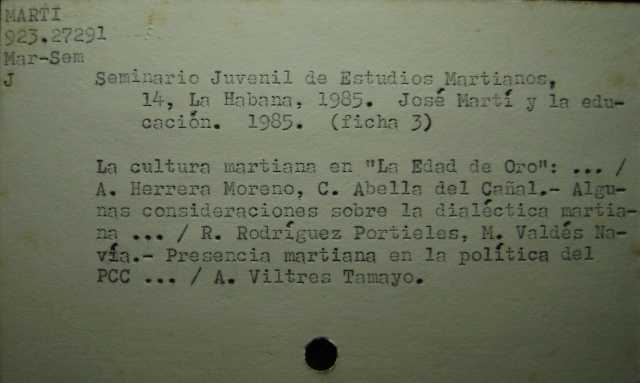 MARTI
923.27291
Mar-Sem
J Seminario Juvenil de Estudios Martianos,
14, La Habana, 1985. José Martí y la edu-
cación. 1985. (ficha 3)
La cultura martiana en "La Edad de Oro": ... /
A. Herrera Moreno, C. Abella del Cañal.- Algu-
nas consideraciones sobre la dialéctica martia-
na ... / R. Rodríguez Portieles, M. Valdés Na-
vía.- Presencia martiana en la política del
PCC ... / A. Viltres Tamayo.